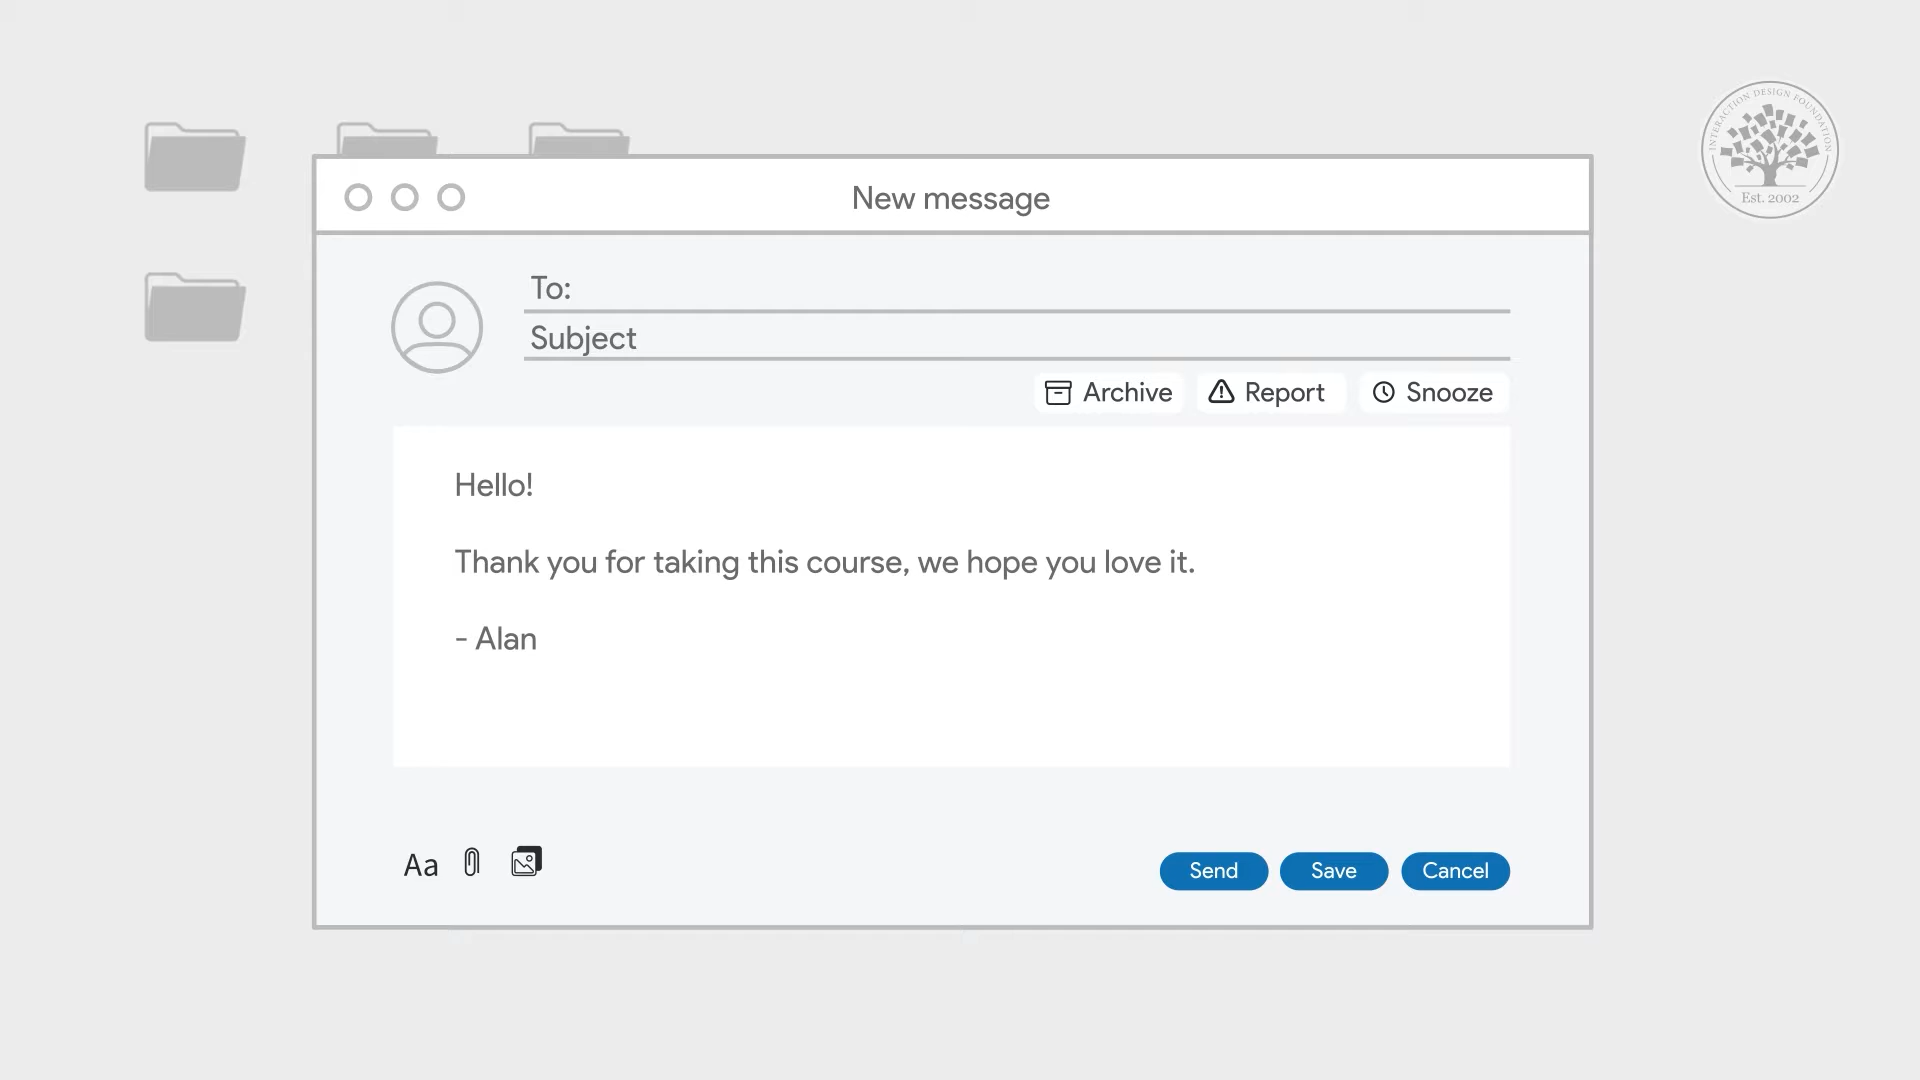 INTERACTION DESIGN FOUNDATION
Est. 2002
New message
To:
Subject
Archive Report Snooze
Hello!
Thank you for taking this course, we hope you love it.
- Alan
Aa Send Save Cancel